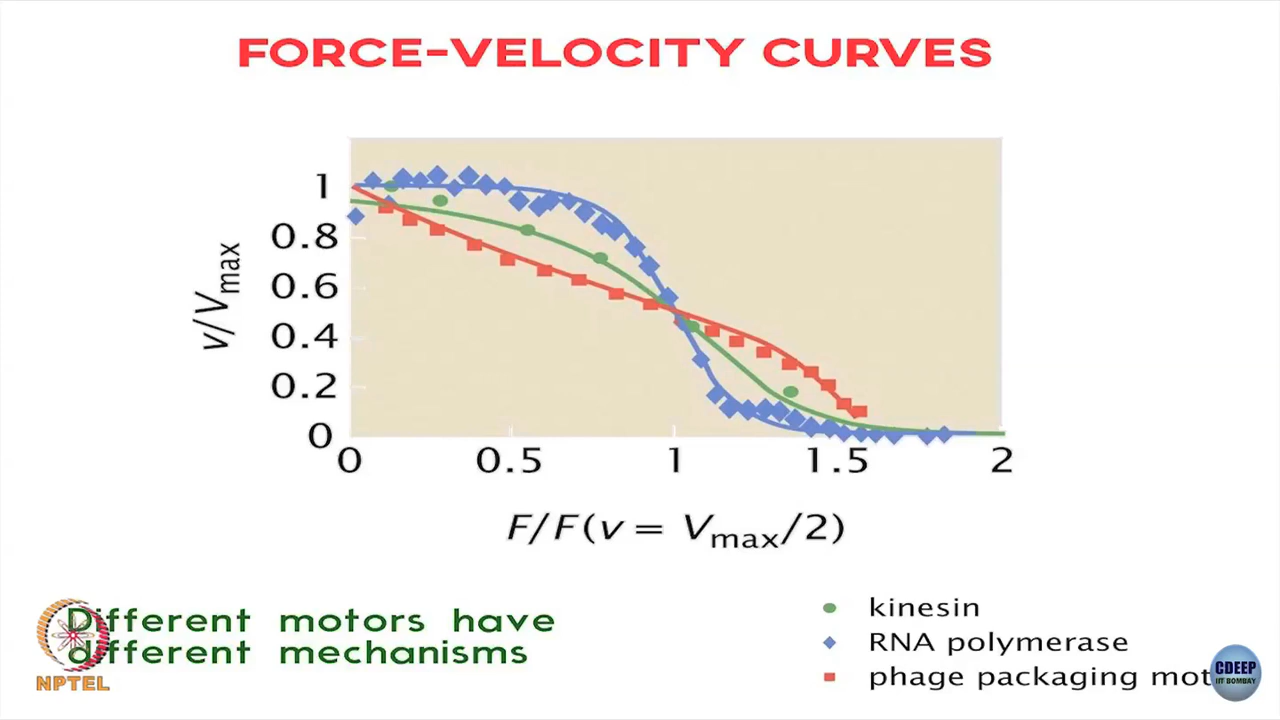 FORCE-VELOCITY CURVES
1
0.8
0.6
0.4
0.2
0
v/Vmax
0 0.5 1 1.5 2
F/F(v = Vmax/2)
Different motors have
different mechanisms
kinesin
RNA polymerase
phage packaging mot
NPTEL
CDEEP
IIT BOMBAY